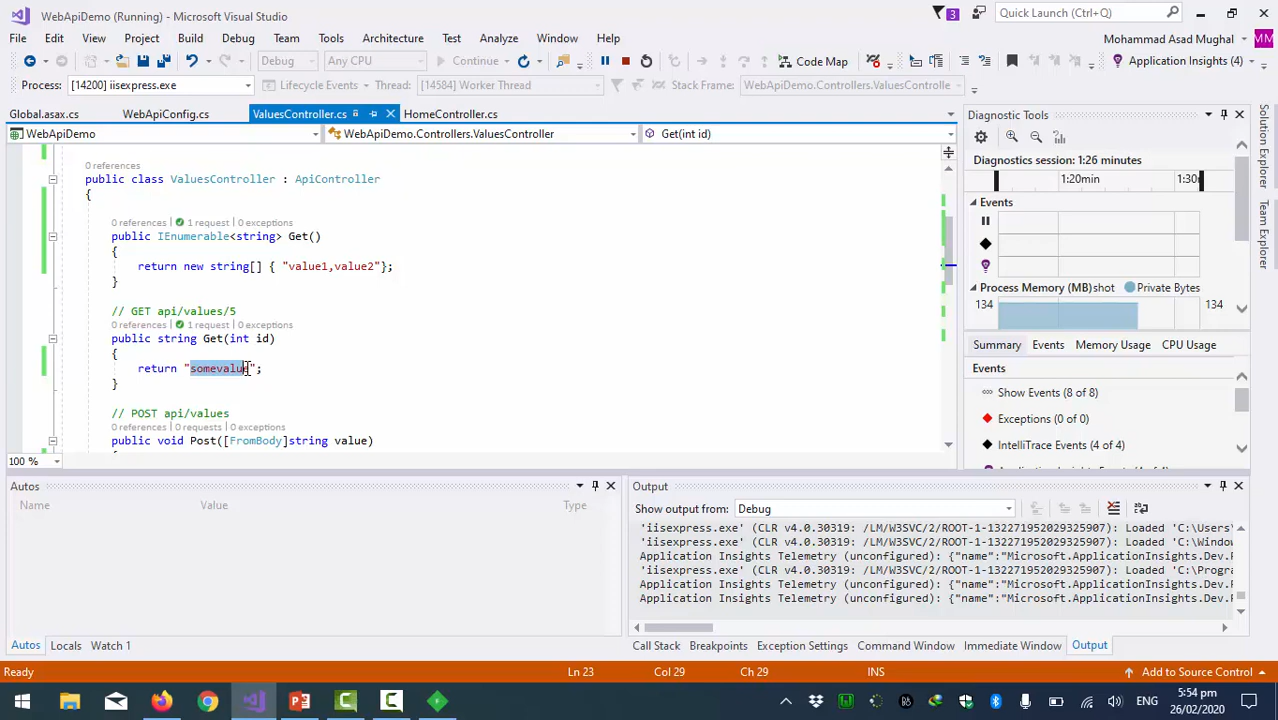 WebApiDemo (Running) - Microsoft Visual Studio
3
Quick Launch (Ctrl+Q)
File Edit View Project Build Debug Team Tools Architecture Test Analyze Window Help
Mohammad Asad Mughal
MM
Debug Any CPU Continue Code Map Application Insights (4)
Process: [14200] iisexpress.exe Lifecycle Events Thread: [14584] Worker Thread Stack Frame: WebApiDemo.Controllers.ValuesControlle
Global.asax.cs WebApiConfig.cs ValuesController.cs HomeController.cs
WebApiDemo WebApiDemo.Controllers.ValuesController Get(int id)
0 references
public class ValuesController : ApiController
{
0 references | 1 request | 0 exceptions
public IEnumerable<string> Get()
{
return new string[] { "value1,value2"};
}
// GET api/values/5
0 references | 1 request | 0 exceptions
public string Get(int id)
{
return "somevalue";
}
// POST api/values
0 references | 0 requests | 0 exceptions
public void Post([FromBody]string value)
100 %
Diagnostic Tools
Diagnostics session: 1:26 minutes
1:20min 1:30
Events
Process Memory (MB) shot Private Bytes
134 134
Summary Events Memory Usage CPU Usage
Events
Show Events (8 of 8)
Exceptions (0 of 0)
IntelliTrace Events (4 of 4)
Solution Explorer
Team Explorer
Autos
Name Value Type
Autos Locals Watch 1
Output
Show output from: Debug
'iisexpress.exe' (CLR v4.0.30319: /LM/W3SVC/2/ROOT-1-132271952029325907): Loaded 'C:\Users'
'iisexpress.exe' (CLR v4.0.30319: /LM/W3SVC/2/ROOT-1-132271952029325907): Loaded 'C:\Window
Application Insights Telemetry (unconfigured): {"name":"Microsoft.ApplicationInsights.Dev.
'iisexpress.exe' (CLR v4.0.30319: /LM/W3SVC/2/ROOT-1-132271952029325907): Loaded 'C:\Progra
Application Insights Telemetry (unconfigured): {"name":"Microsoft.ApplicationInsights.Dev.
Application Insights Telemetry (unconfigured): {"name":"Microsoft.ApplicationInsights.Dev.
Call Stack Breakpoints Exception Settings Command Window Immediate Window Output
Ready Ln 23 Col 29 Ch 29 INS Add to Source Control
ENG
5:54 pm
26/02/2020